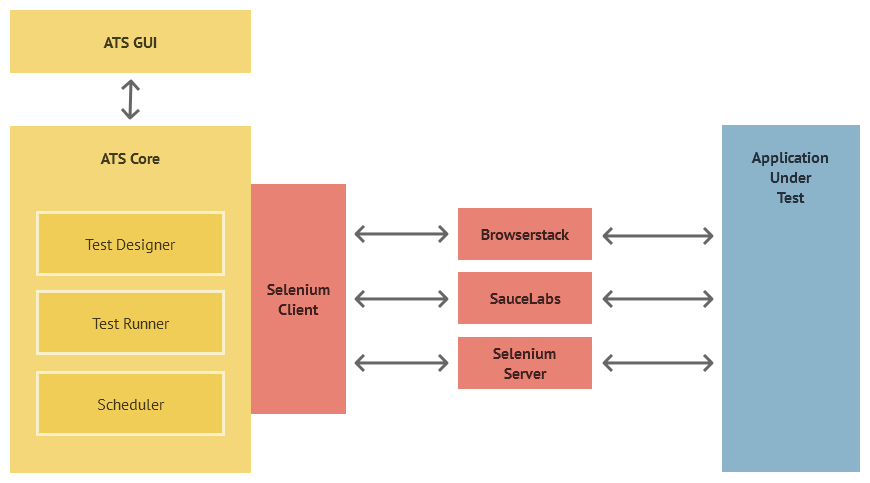 ATS GUI
ATS Core
Test Designer
Test Runner
Scheduler
Selenium
Client
Browserstack
SauceLabs
Selenium
Server
Application
Under
Test